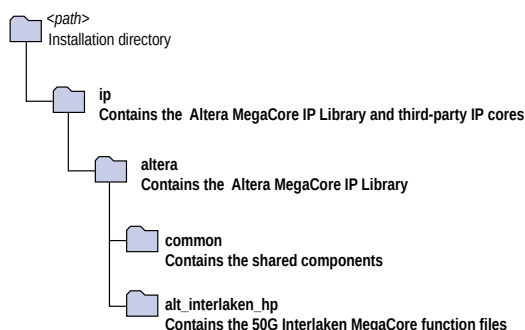 <path>
Installation directory
ip
Contains the Altera MegaCore IP Library and third-party IP cores
altera
Contains the Altera MegaCore IP Library
common
Contains the shared components
alt_interlaken_hp
Contains the 50G Interlaken MegaCore function files